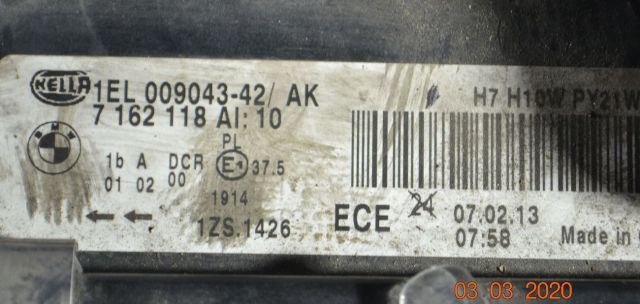 HELLA 1EL 009043-42/ AK
7 162 118 AI: 10
H7 H10W PY21W
BMW
PL
1b A DCR E1 37.5
01 02 00
1914
1ZS.1426
ECE 24 07.02.13
07:58 Made in
03 03 2020